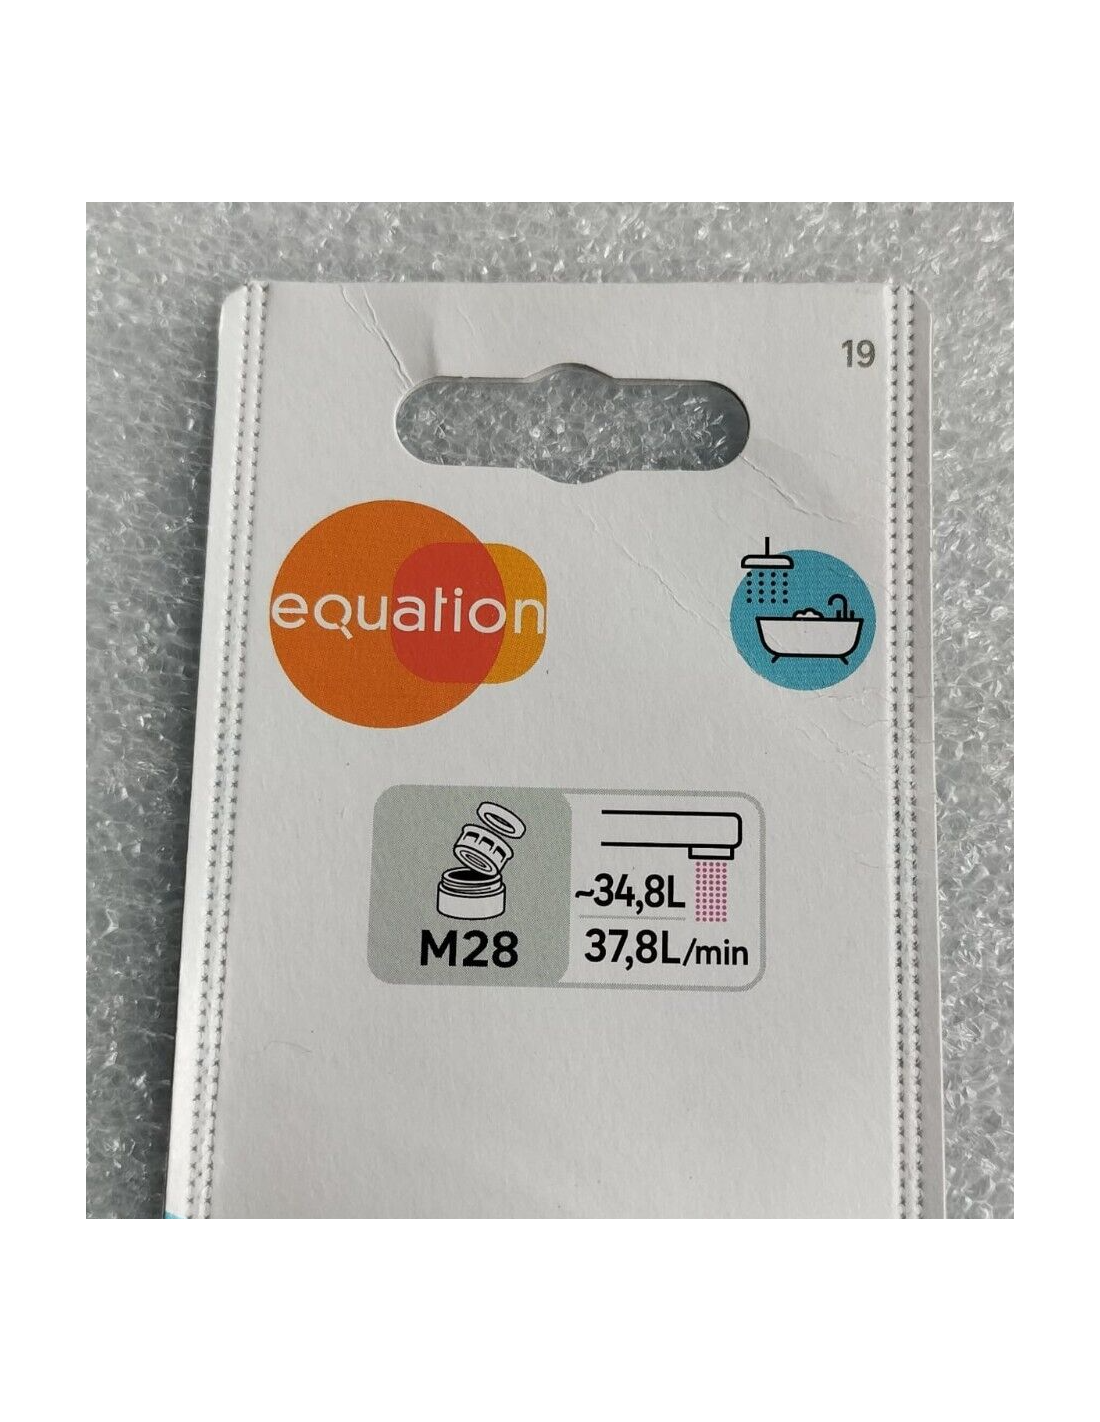 19
equation
M28
~34,8L
37,8L/min